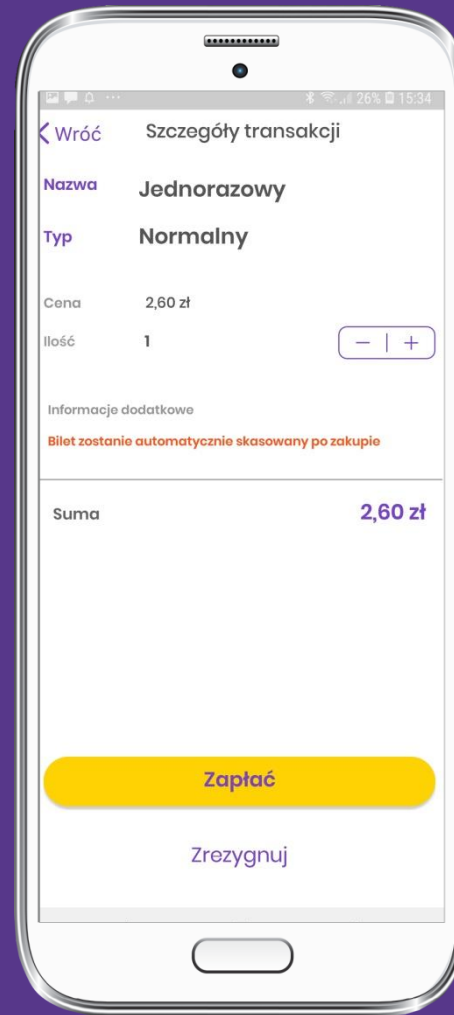 26% 15:34
Wróć Szczegóły transakcji
Nazwa Jednorazowy
Typ Normalny
Cena 2,60 zł
Ilość 1 − | +
Informacje dodatkowe
Bilet zostanie automatycznie skasowany po zakupie
Suma 2,60 zł
Zapłać
Zrezygnuj